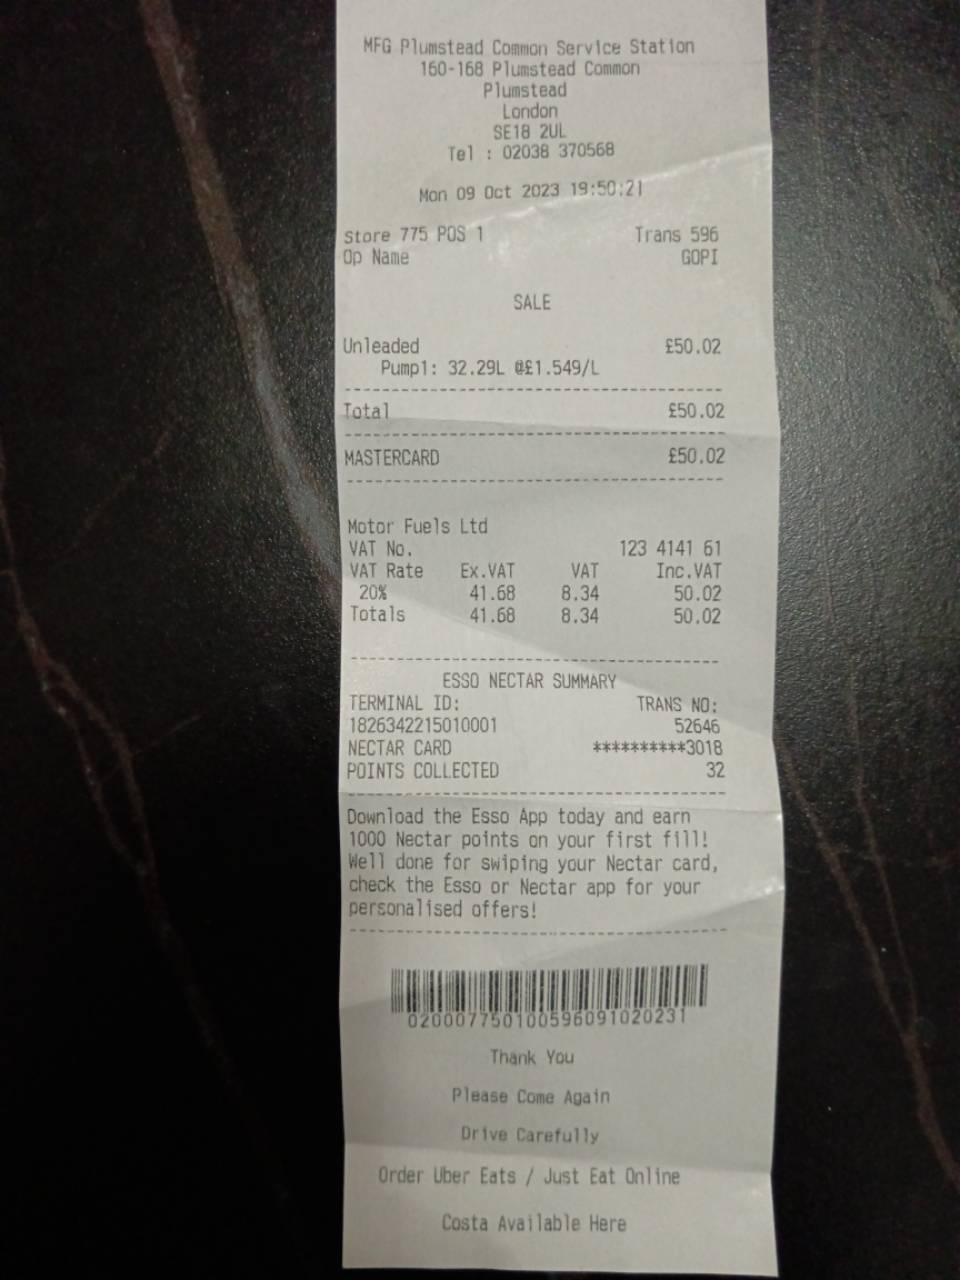 MFG Plumstead Common Service Station
160-168 Plumstead Common
Plumstead
London
SE18 2UL
Tel : 02038 370568
Mon 09 Oct 2023 19:50:21
Store 775 POS 1 Trans 596
Op Name GOPI
SALE
Unleaded £50.02
Pump1: 32.29L @£1.549/L
Total £50.02
MASTERCARD £50.02
Motor Fuels Ltd
VAT No. 123 4141 61
VAT Rate Ex.VAT VAT Inc.VAT
20% 41.68 8.34 50.02
Totals 41.68 8.34 50.02
ESSO NECTAR SUMMARY
TERMINAL ID: TRANS NO:
1826342215010001 52646
NECTAR CARD **********3018
POINTS COLLECTED 32
Download the Esso App today and earn
1000 Nectar points on your first fill!
Well done for swiping your Nectar card,
check the Esso or Nectar app for your
personalised offers!
020007750100596091020231
Thank You
Please Come Again
Drive Carefully
Order Uber Eats / Just Eat Online
Costa Available Here